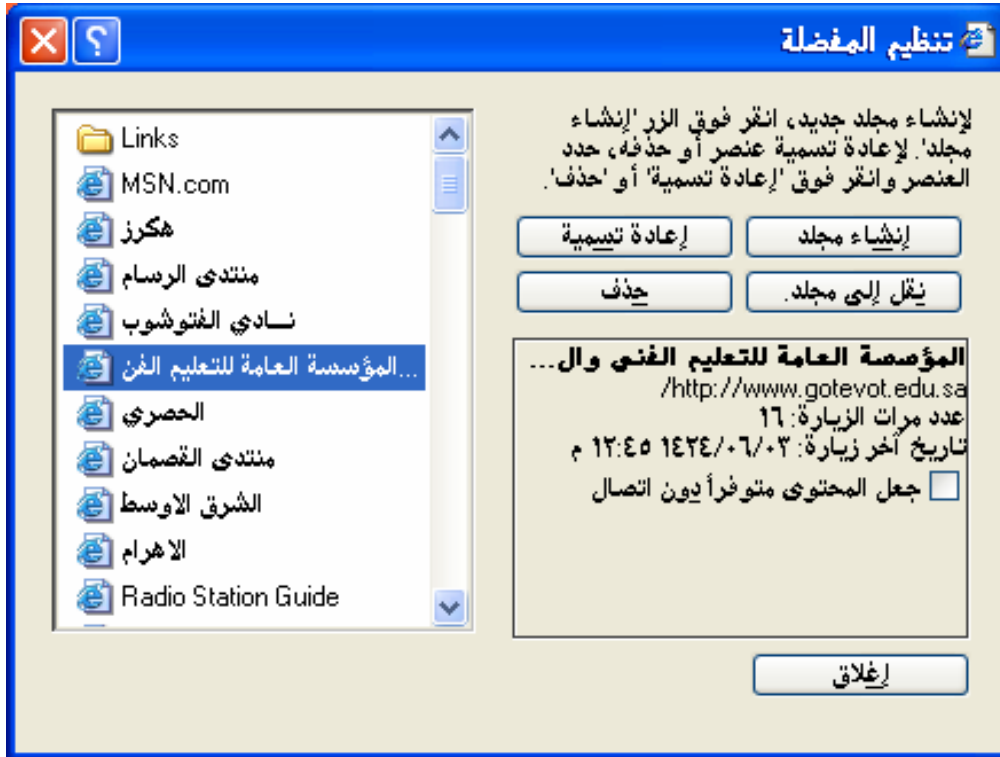 تنظيم المفضلة
لإنشاء مجلد جديد، انقر فوق الزر 'إنشاء
مجلد'. لإعادة تسمية عنصر أو حذفه، حدد
العنصر وانقر فوق 'إعادة تسمية' أو 'حذف'.
إنشاء مجلد
إعادة تسمية
نقل إلى مجلد.
حذف
المؤسسة العامة للتعليم الفني وال...
http://www.gotevot.edu.sa/
عدد مرات الزيارة: ١٦
تاريخ آخر زيارة: ١٤٢٤/٠٦/٠٣ ١٢:٤٥ م
جعل المحتوى متوفراً دون اتصال
إغلاق
Links
MSN.com
هكرز
منتدى الرسام
نـــادي الفتوشوب
المؤسسة العامة للتعليم الفن...
الحصري
منتدى القصمان
الشرق الاوسط
الاهرام
Radio Station Guide